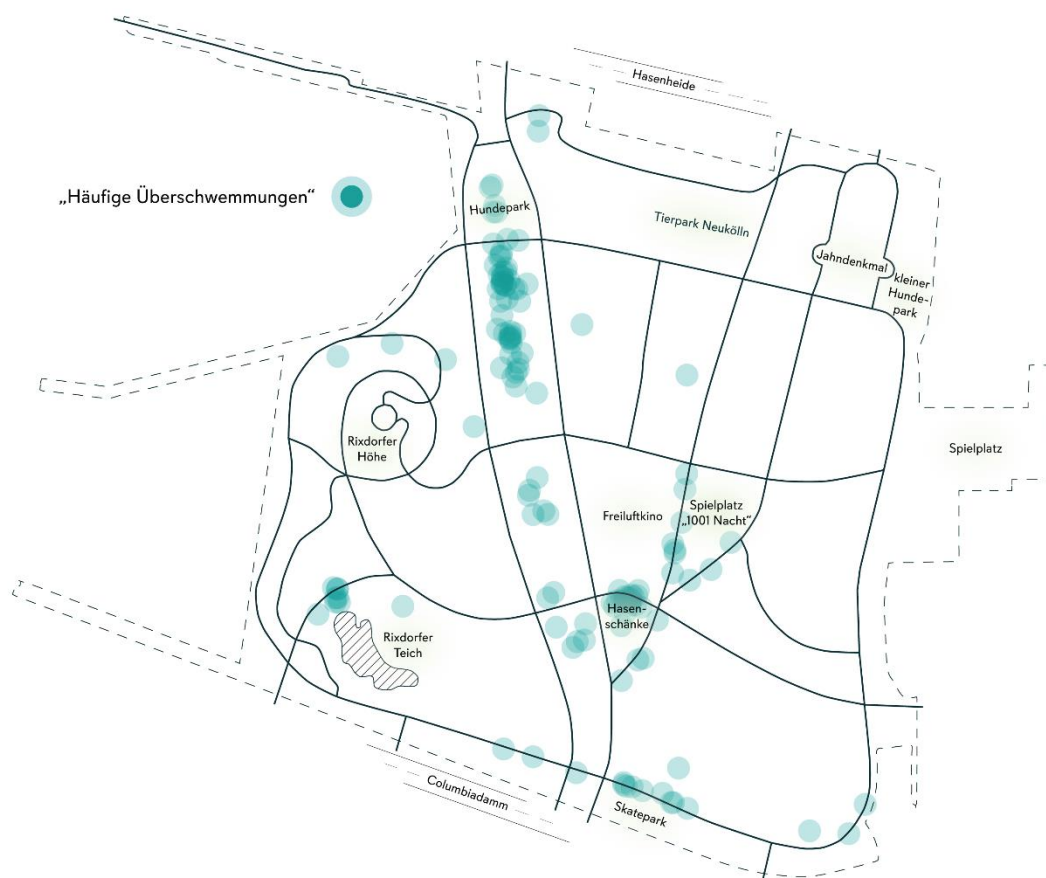 Hasenheide
„Häufige Überschwemmungen“
Hundepark
Tierpark Neukölln
Jahndenkmal
kleiner
Hunde-
park
Rixdorfer
Höhe
Spielplatz
Freiluftkino
Spielplatz
„1001 Nacht“
Hasen-
schänke
Rixdorfer
Teich
Columbiadamm
Skatepark